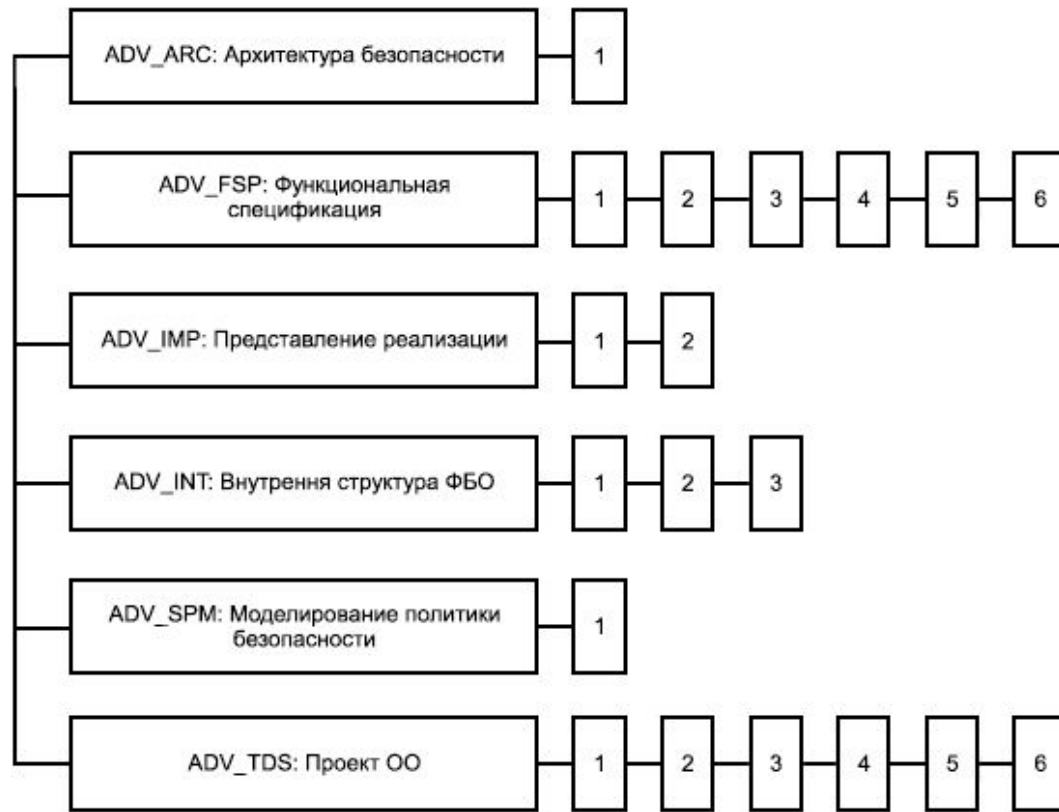 ADV_ARC: Архитектура безопасности 1
ADV_FSP: Функциональная
спецификация 1 2 3 4 5 6
ADV_IMP: Представление реализации 1 2
ADV_INT: Внутрення структура ФБО 1 2 3
ADV_SPM: Моделирование политики
безопасности 1
ADV_TDS: Проект ОО 1 2 3 4 5 6